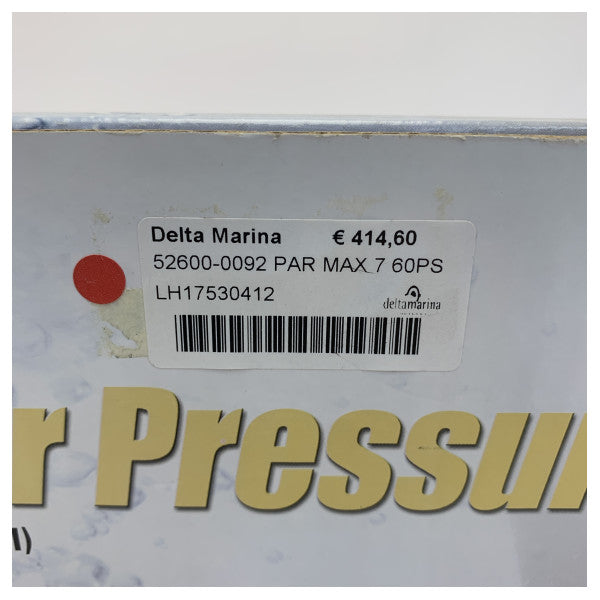 Delta Marina € 414,60
52600-0092 PAR MAX 7 60PS
LH17530412
deltamarina
r Pressu